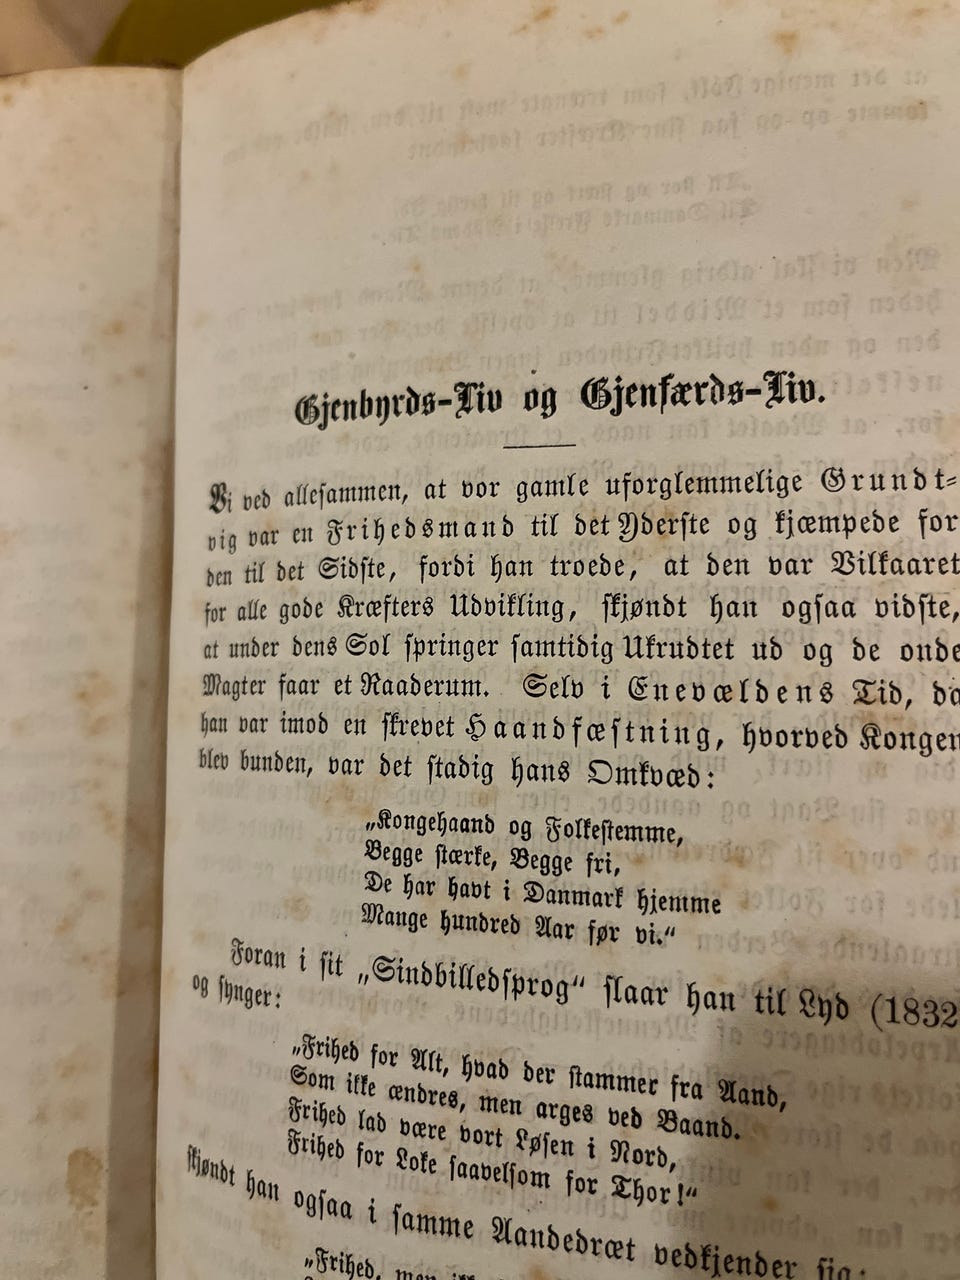 Gjenbyrds-Liv og Gjenfærds-Liv.
Vi ved allesammen, at vor gamle uforglemmelige Grundt-
vig var en Frihedsmand til det Yderste og kjæmpede for
den til det Sidste, fordi han troede, at den var Vilkaaret
for alle gode Kræfters Udvikling, skjøndt han ogsaa vidste,
at under dens Sol springer samtidig Ukrudtet ud og de onde
Magter faar et Raaderum. Selv i Enevældens Tid, da
han var imod en skrevet Haandfæstning, hvorved Kongen
blev bunden, var det stadig hans Omkvæd:
„Kongehaand og Folkestemme,
Begge stærke, Begge fri,
De har havt i Danmark hjemme
Mange hundred Aar før vi.“
Foran i sit „Sindbilledsprog“ slaar han til Lyd (1832
og synger:
„Frihed for Alt, hvad der stammer fra Aand,
Som ikke ændres, men arges ved Baand.
Frihed lad være vort Løsen i Nord,
Frihed for Loke saavelsom for Thor!“
skjøndt han ogsaa i samme Aandedræt vedkjender sig:
„Frihed, men